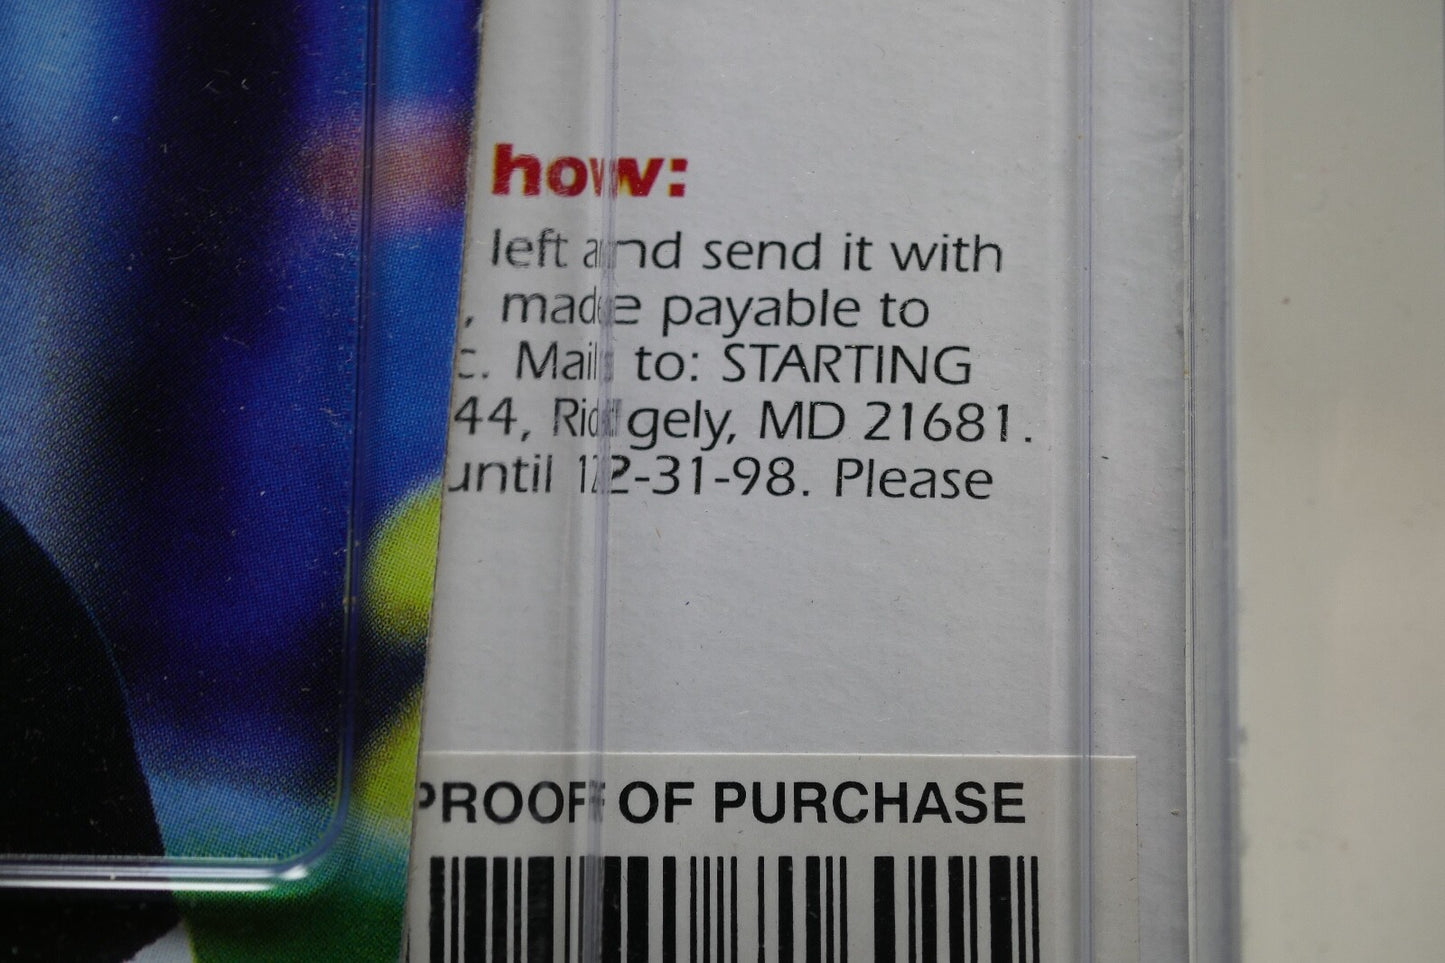 how:
left and send it with
, made payable to
c. Mail to: STARTING
44, Ridgely, MD 21681.
until 12-31-98. Please
PROOF OF PURCHASE